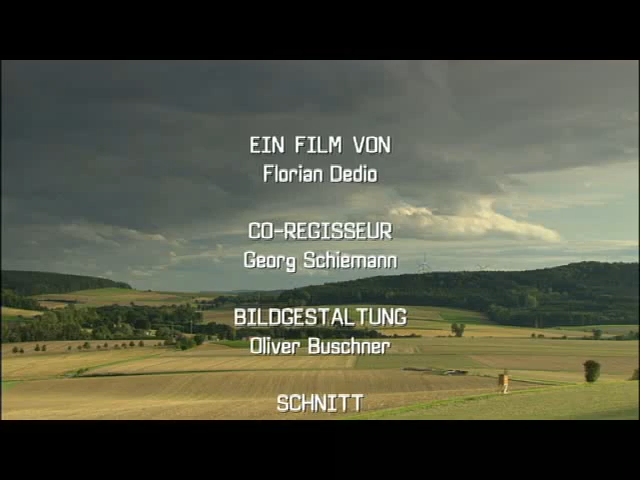 EIN FILM VON
Florian Dedio
CO-REGISSEUR
Georg Schiemann
BILDGESTALTUNG
Oliver Buschner
SCHNITT